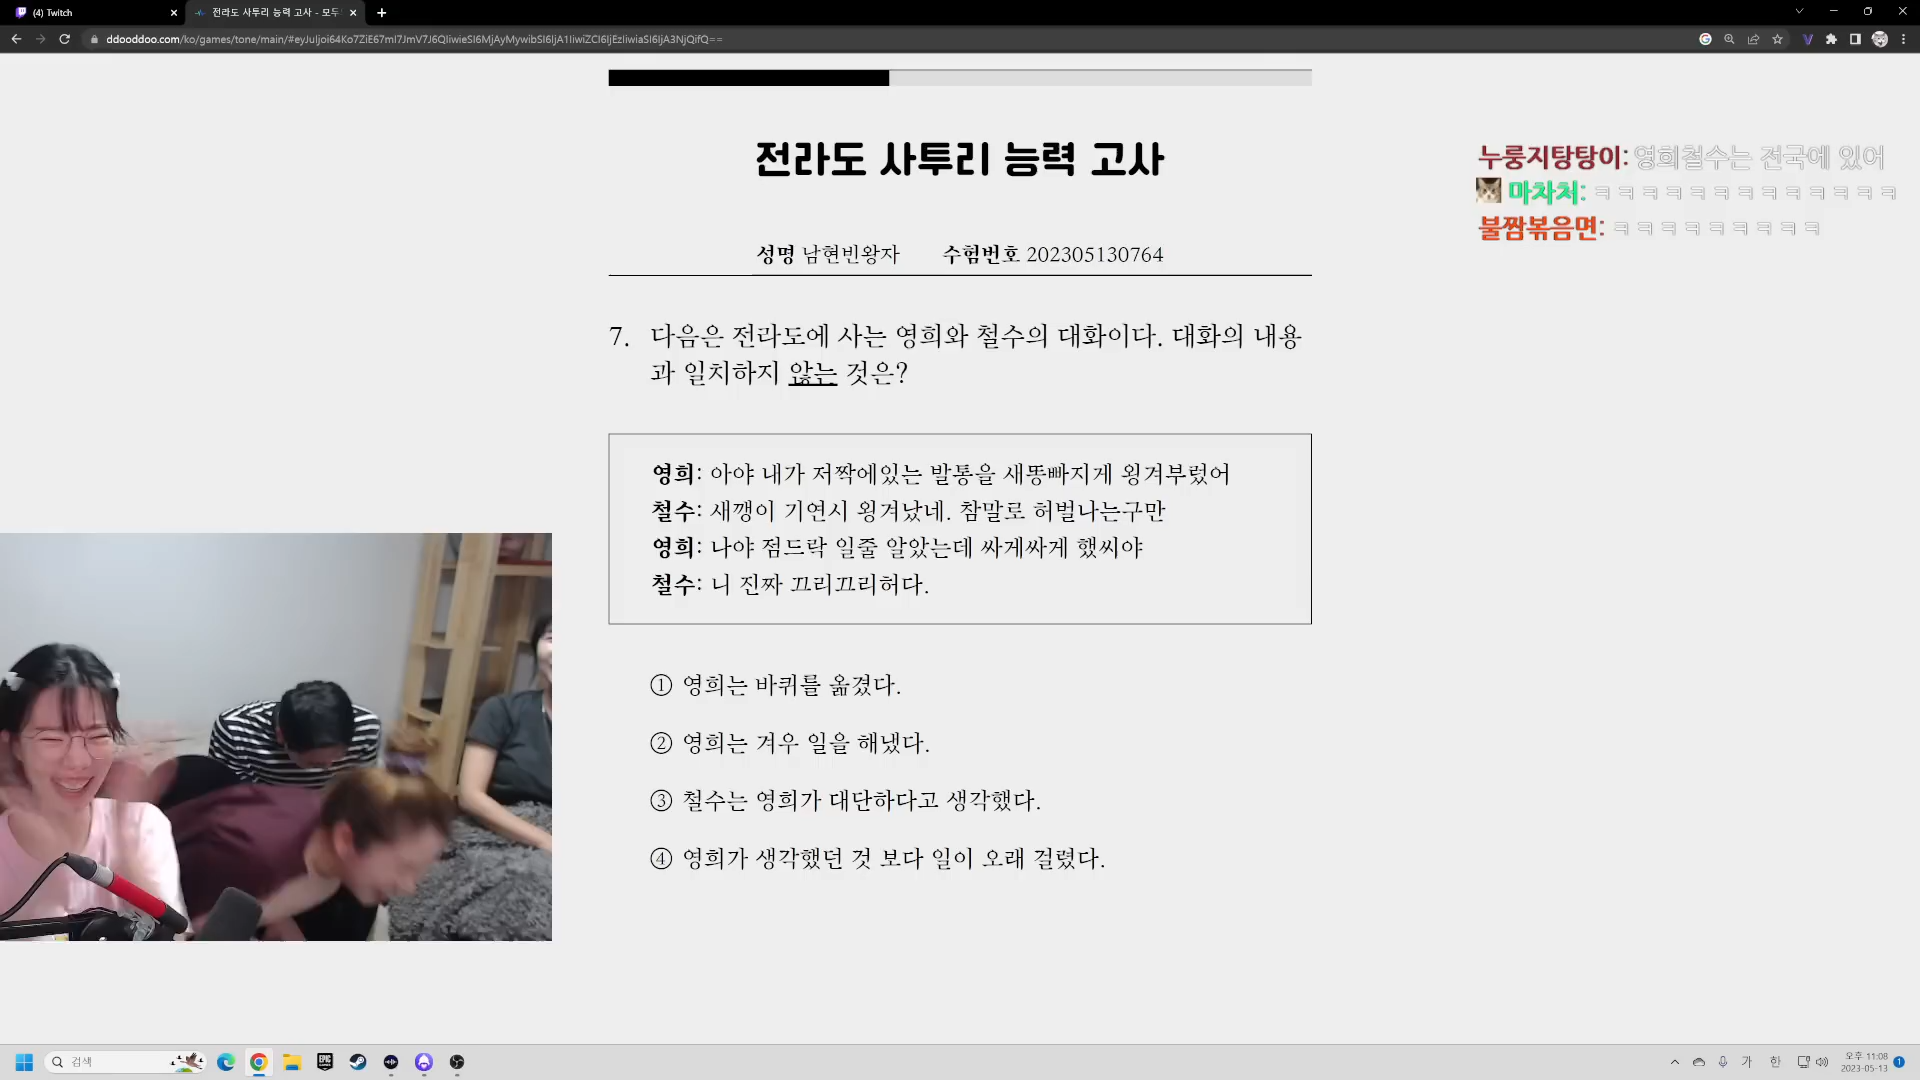 (4) Twitch
전라도 사투리 능력 고사 - 모두
ddooddoo.com/ko/games/tone/main/
전라도 사투리 능력 고사
성명 남현빈왕자 수험번호 202305130764
7. 다음은 전라도에 사는 영희와 철수의 대화이다. 대화의 내용
과 일치하지 않는 것은?
영희: 아야 내가 저짝에있는 발통을 새똥빠지게 욍겨부렀어
철수: 새깽이 기연시 욍겨났네. 참말로 허벌나는구만
영희: 나야 점드락 일줄 알았는데 싸게싸게 했씨야
철수: 니 진짜 끄리끄리허다.
① 영희는 바퀴를 옮겼다.
② 영희는 겨우 일을 해냈다.
③ 철수는 영희가 대단하다고 생각했다.
④ 영희가 생각했던 것 보다 일이 오래 걸렸다.
누룽지탕탕이: 영희철수는 전국에 있어
마차처: ㅋㅋㅋㅋㅋㅋㅋㅋㅋㅋㅋㅋㅋ
불짬볶음면: ㅋㅋㅋㅋㅋㅋㅋㅋㅋ
검색
EPIC GAMES
가 한
오후 11:08
2023-05-13
1